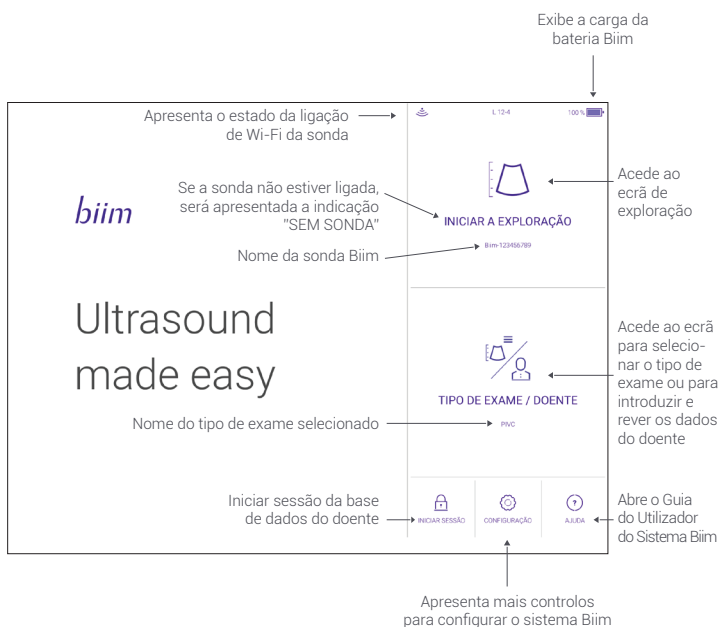 Exibe a carga da
bateria Biim
Apresenta o estado da ligação
de Wi-Fi da sonda
L 12-4
100 %
biim
Se a sonda não estiver ligada,
será apresentada a indicação
“SEM SONDA”
Nome da sonda Biim
INICIAR A EXPLORAÇÃO
Biim-123456789
Acede ao
ecrã de
exploração
Ultrasound
made easy
TIPO DE EXAME / DOENTE
PIVC
Nome do tipo de exame selecionado
Acede ao ecrã
para selecio-
nar o tipo de
exame ou para
introduzir e
rever os dados
do doente
Iniciar sessão da base
de dados do doente
INICIAR SESSÃO
CONFIGURAÇÃO
AJUDA
Abre o Guia
do Utilizador
do Sistema Biim
Apresenta mais controlos
para configurar o sistema Biim